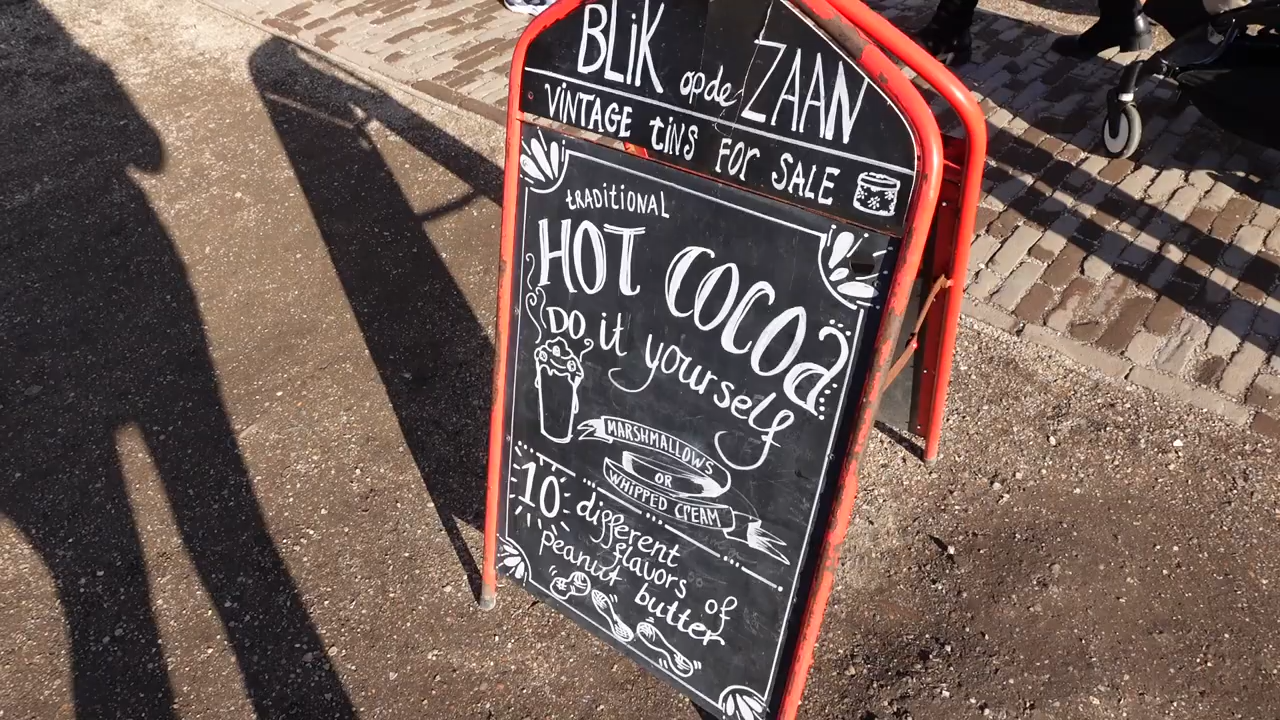 BLiK opde ZAAN
VINTAGE tiNS FOR SALE
tRADITIONAL
HOT COCOa
DO it yourself
MARSHMALLOWS
OR
WHIPPED CREAM
10 different
flavors of
peanut butter